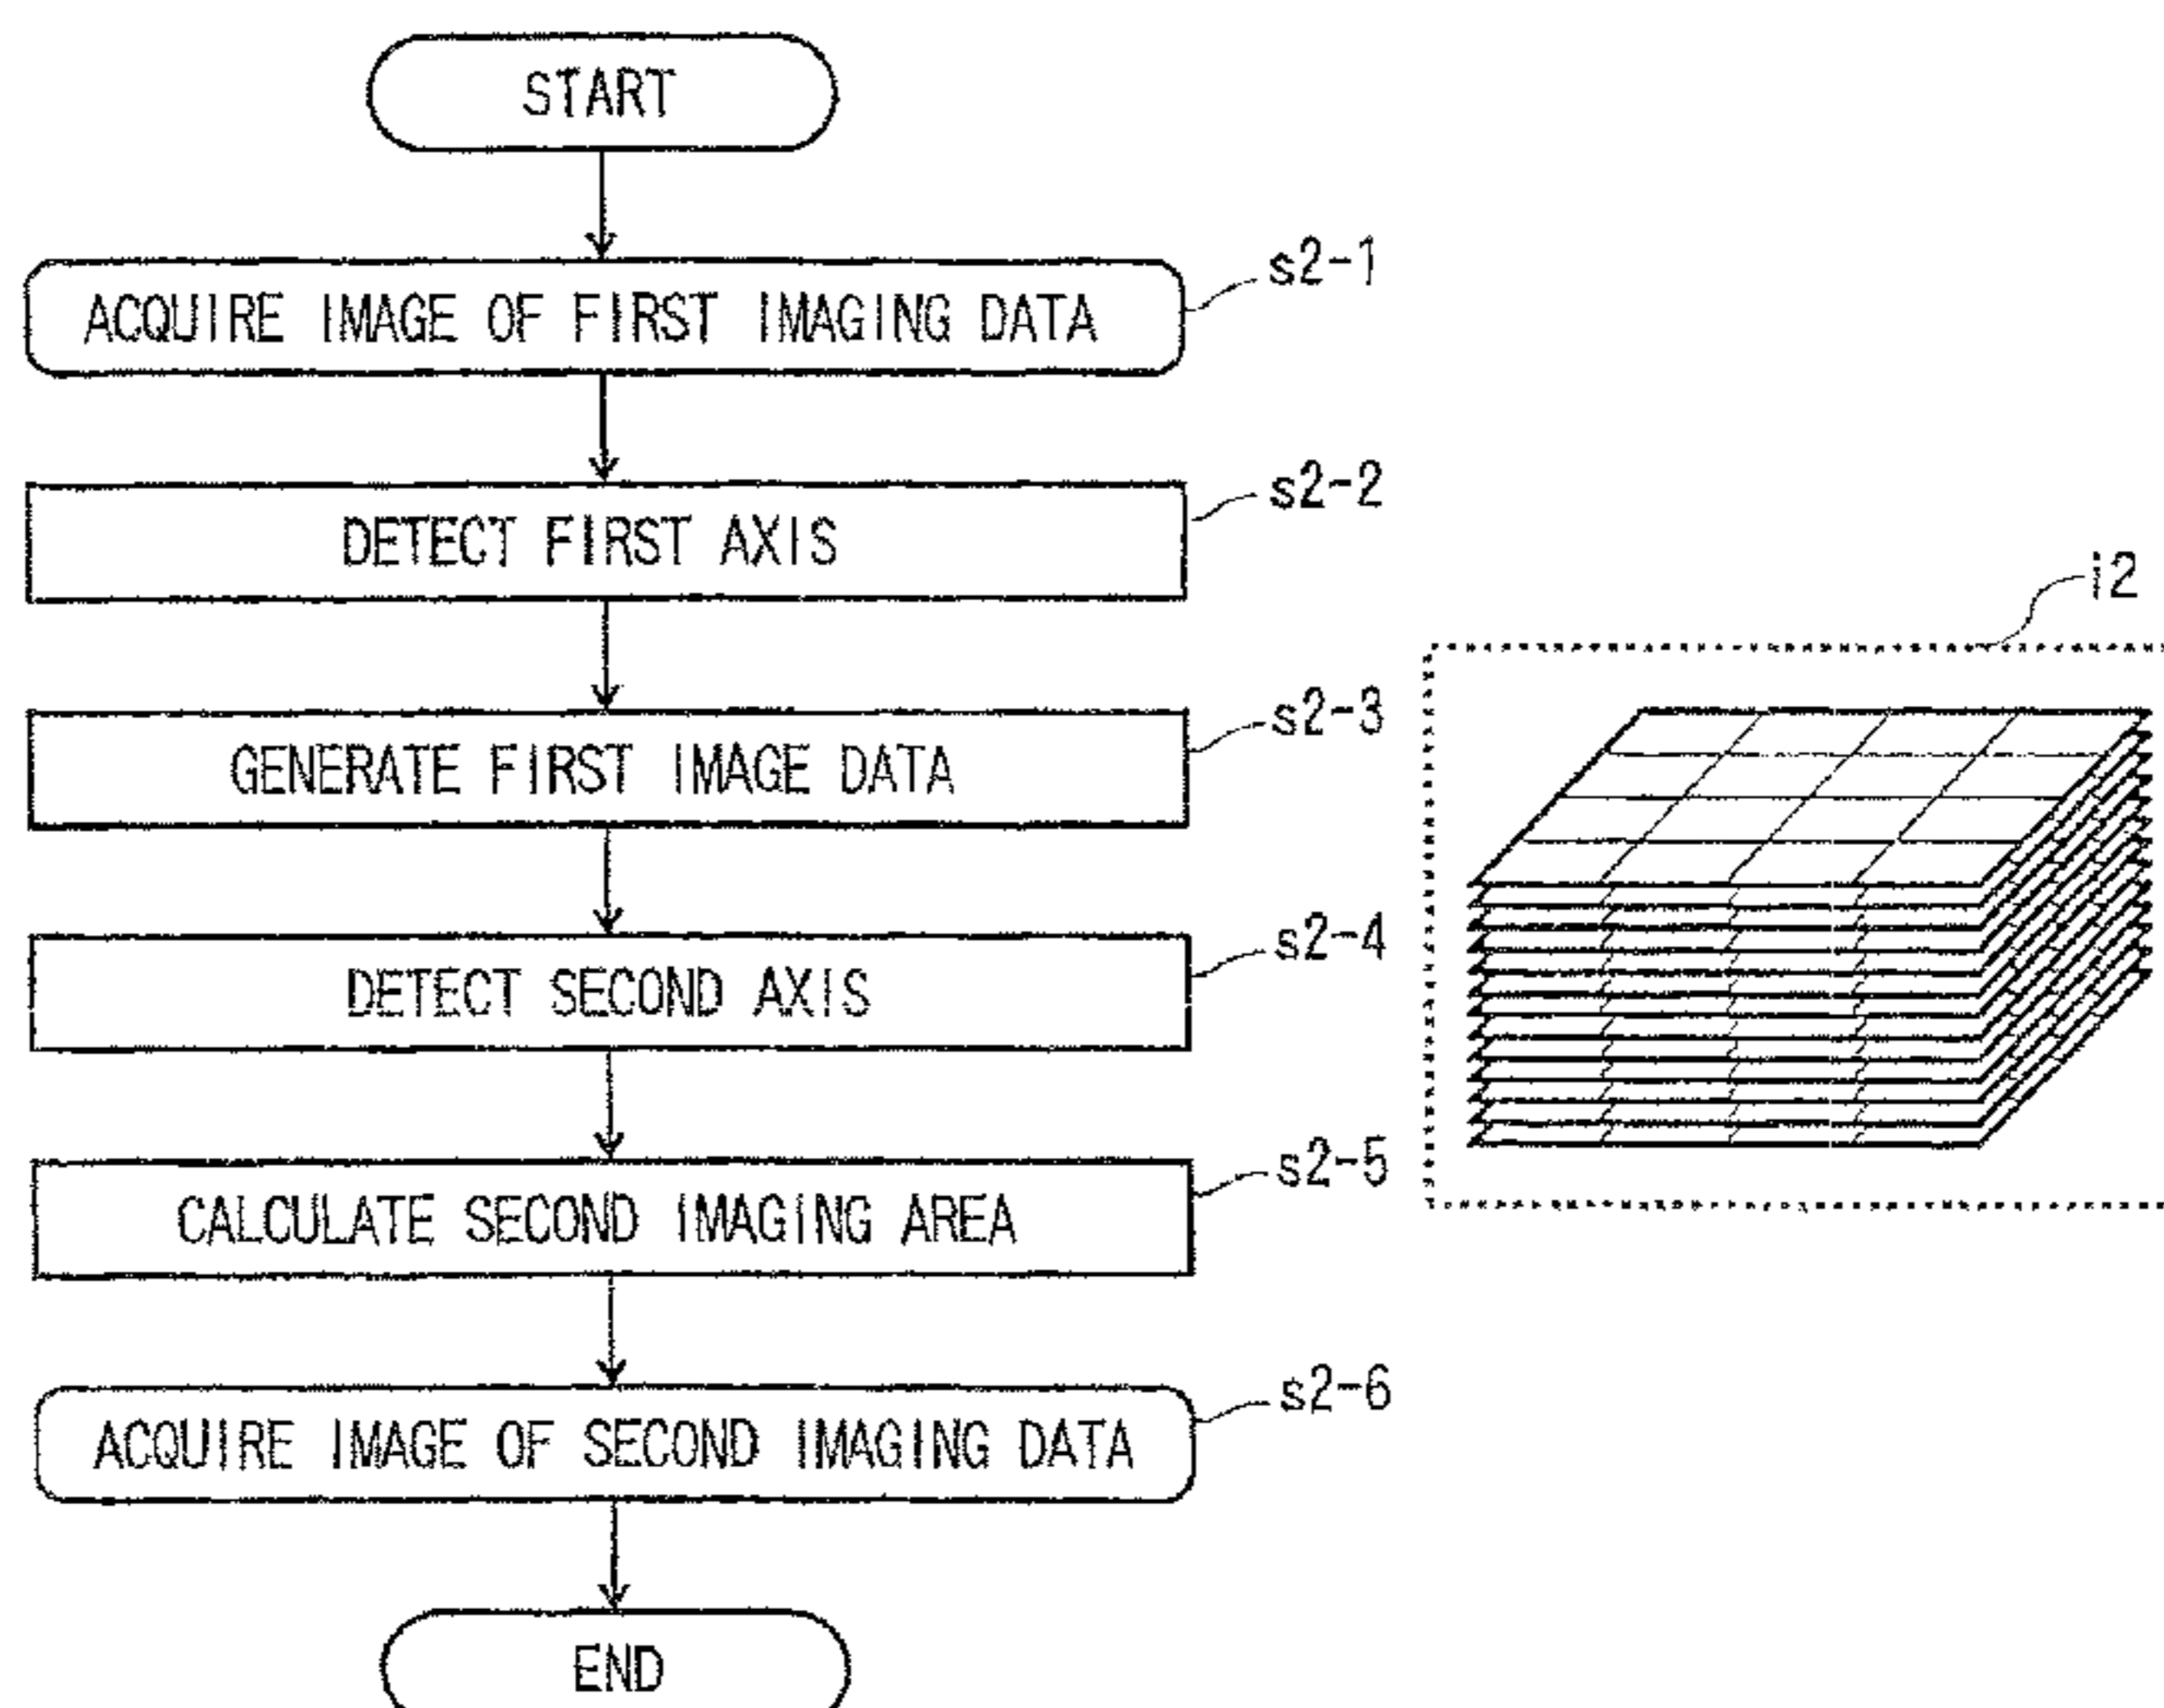 START
ACQUIRE IMAGE OF FIRST IMAGING DATA
s2-1
DETECT FIRST AXIS
s2-2
GENERATE FIRST IMAGE DATA
s2-3
i2
DETECT SECOND AXIS
s2-4
CALCULATE SECOND IMAGING AREA
s2-5
ACQUIRE IMAGE OF SECOND IMAGING DATA
s2-6
END